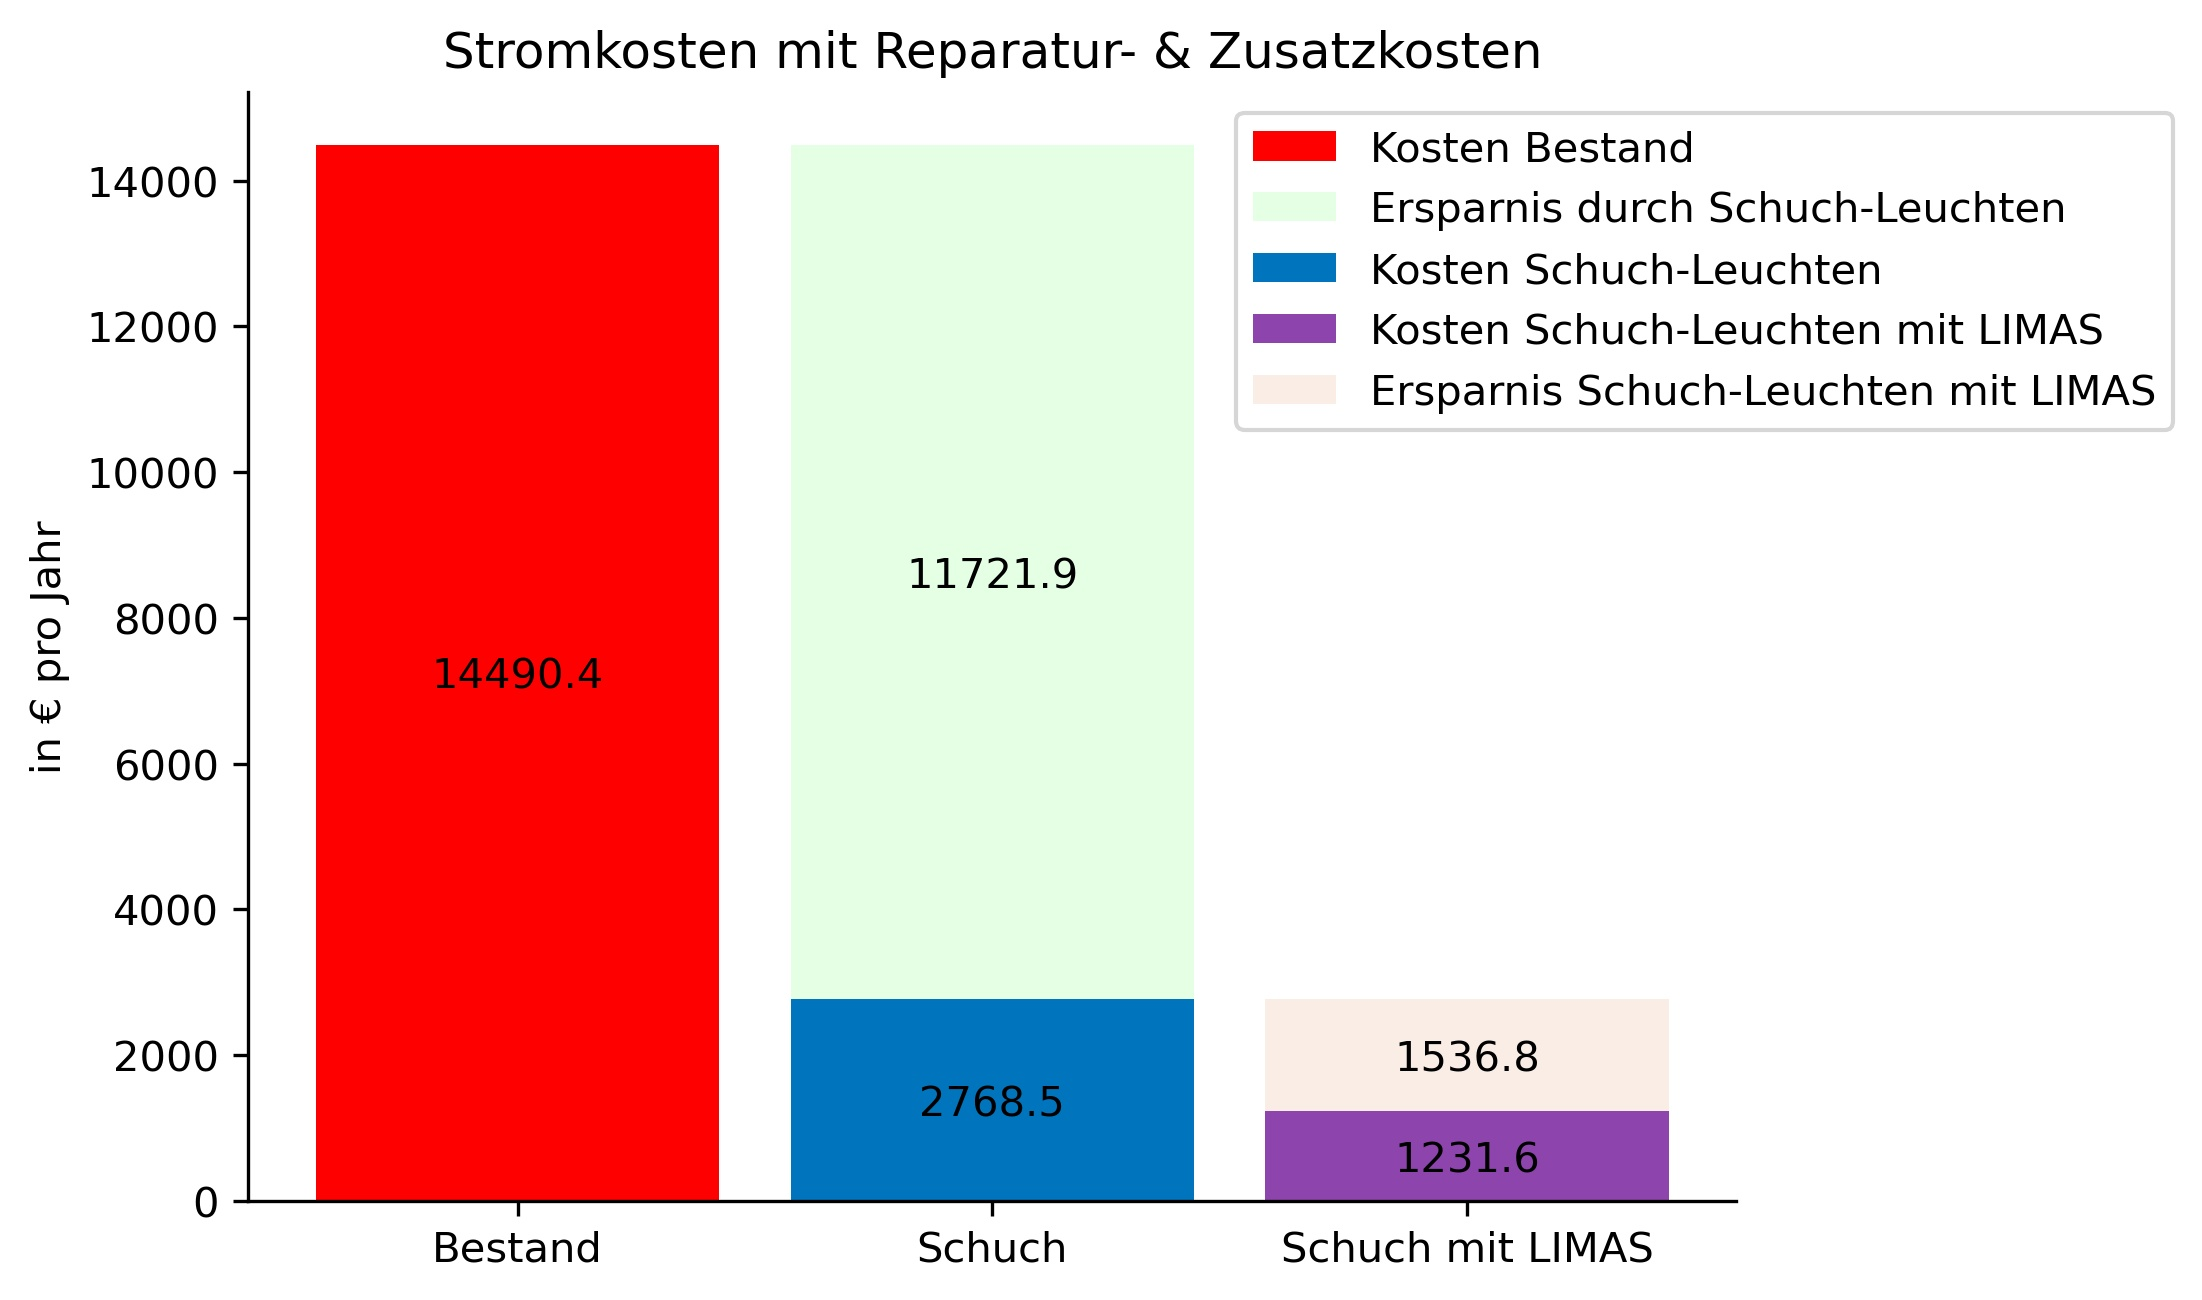 Stromkosten mit Reparatur- & Zusatzkosten
in € pro Jahr
14000
12000
10000
8000
6000
4000
2000
0
14490.4
11721.9
2768.5
1536.8
1231.6
Bestand
Schuch
Schuch mit LIMAS
Kosten Bestand
Ersparnis durch Schuch-Leuchten
Kosten Schuch-Leuchten
Kosten Schuch-Leuchten mit LIMAS
Ersparnis Schuch-Leuchten mit LIMAS